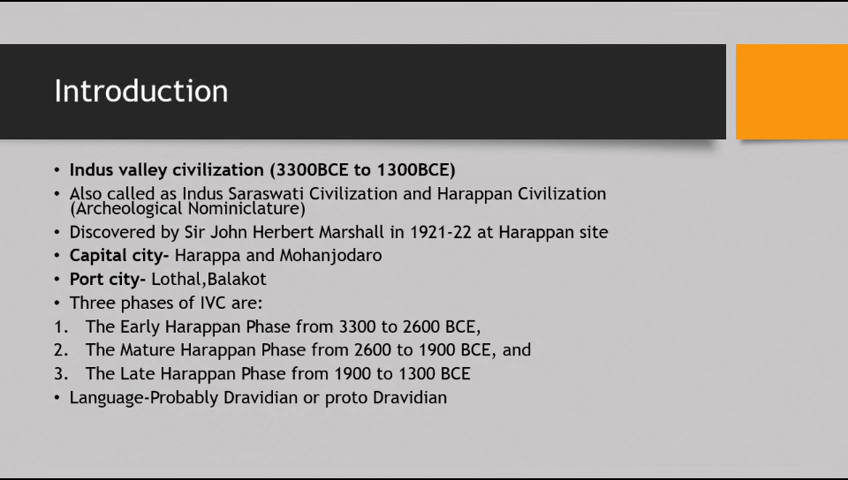 Introduction
• Indus valley civilization (3300BCE to 1300BCE)
• Also called as Indus Saraswati Civilization and Harappan Civilization
(Archeological Nominiclature)
• Discovered by Sir John Herbert Marshall in 1921-22 at Harappan site
• Capital city- Harappa and Mohanjodaro
• Port city- Lothal,Balakot
• Three phases of IVC are:
1. The Early Harappan Phase from 3300 to 2600 BCE,
2. The Mature Harappan Phase from 2600 to 1900 BCE, and
3. The Late Harappan Phase from 1900 to 1300 BCE
• Language-Probably Dravidian or proto Dravidian